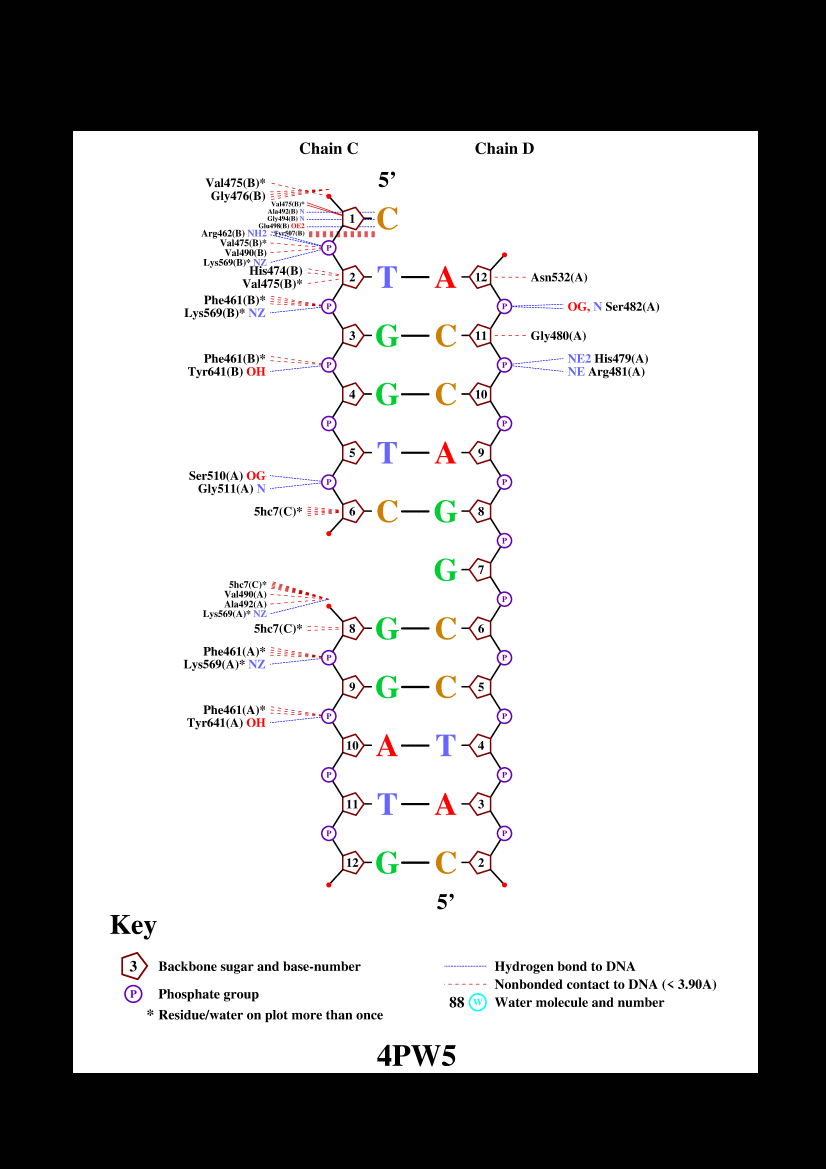 Chain C Chain D
5’
Val475(B)*
Gly476(B)
Val475(B)*
Ala492(B) N
Gly494(B) N
Glu498(B) OE2
Tyr507(B)
1 C
Arg462(B) NH2
Val475(B)*
Val490(B)
Lys569(B)* NZ
P
His474(B)
Val475(B)*
2 T A 12 Asn532(A)
Phe461(B)*
Lys569(B)* NZ
P P OG, N Ser482(A)
3 G C 11 Gly480(A)
Phe461(B)*
Tyr641(B) OH
P P NE2 His479(A)
NE Arg481(A)
4 G C 10
P P
5 T A 9
Ser510(A) OG
Gly511(A) N
P P
5hc7(C)* 6 C G 8
P
G 7
5hc7(C)*
Val490(A)
Ala492(A)
Lys569(A)* NZ
P
5hc7(C)* 8 G C 6
Phe461(A)*
Lys569(A)* NZ
P P
9 G C 5
Phe461(A)*
Tyr641(A) OH
P P
10 A T 4
P P
11 T A 3
P P
12 G C 2
5’
Key
3 Backbone sugar and base-number
P Phosphate group
* Residue/water on plot more than once
Hydrogen bond to DNA
Nonbonded contact to DNA (< 3.90A)
88 W Water molecule and number
4PW5